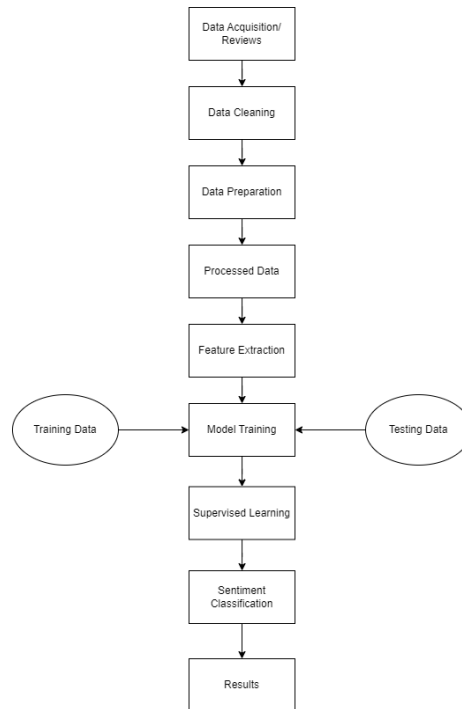 Data Acquisition/
Reviews
Data Cleaning
Data Preparation
Processed Data
Feature Extraction
Training Data
Model Training
Testing Data
Supervised Learning
Sentiment
Classification
Results